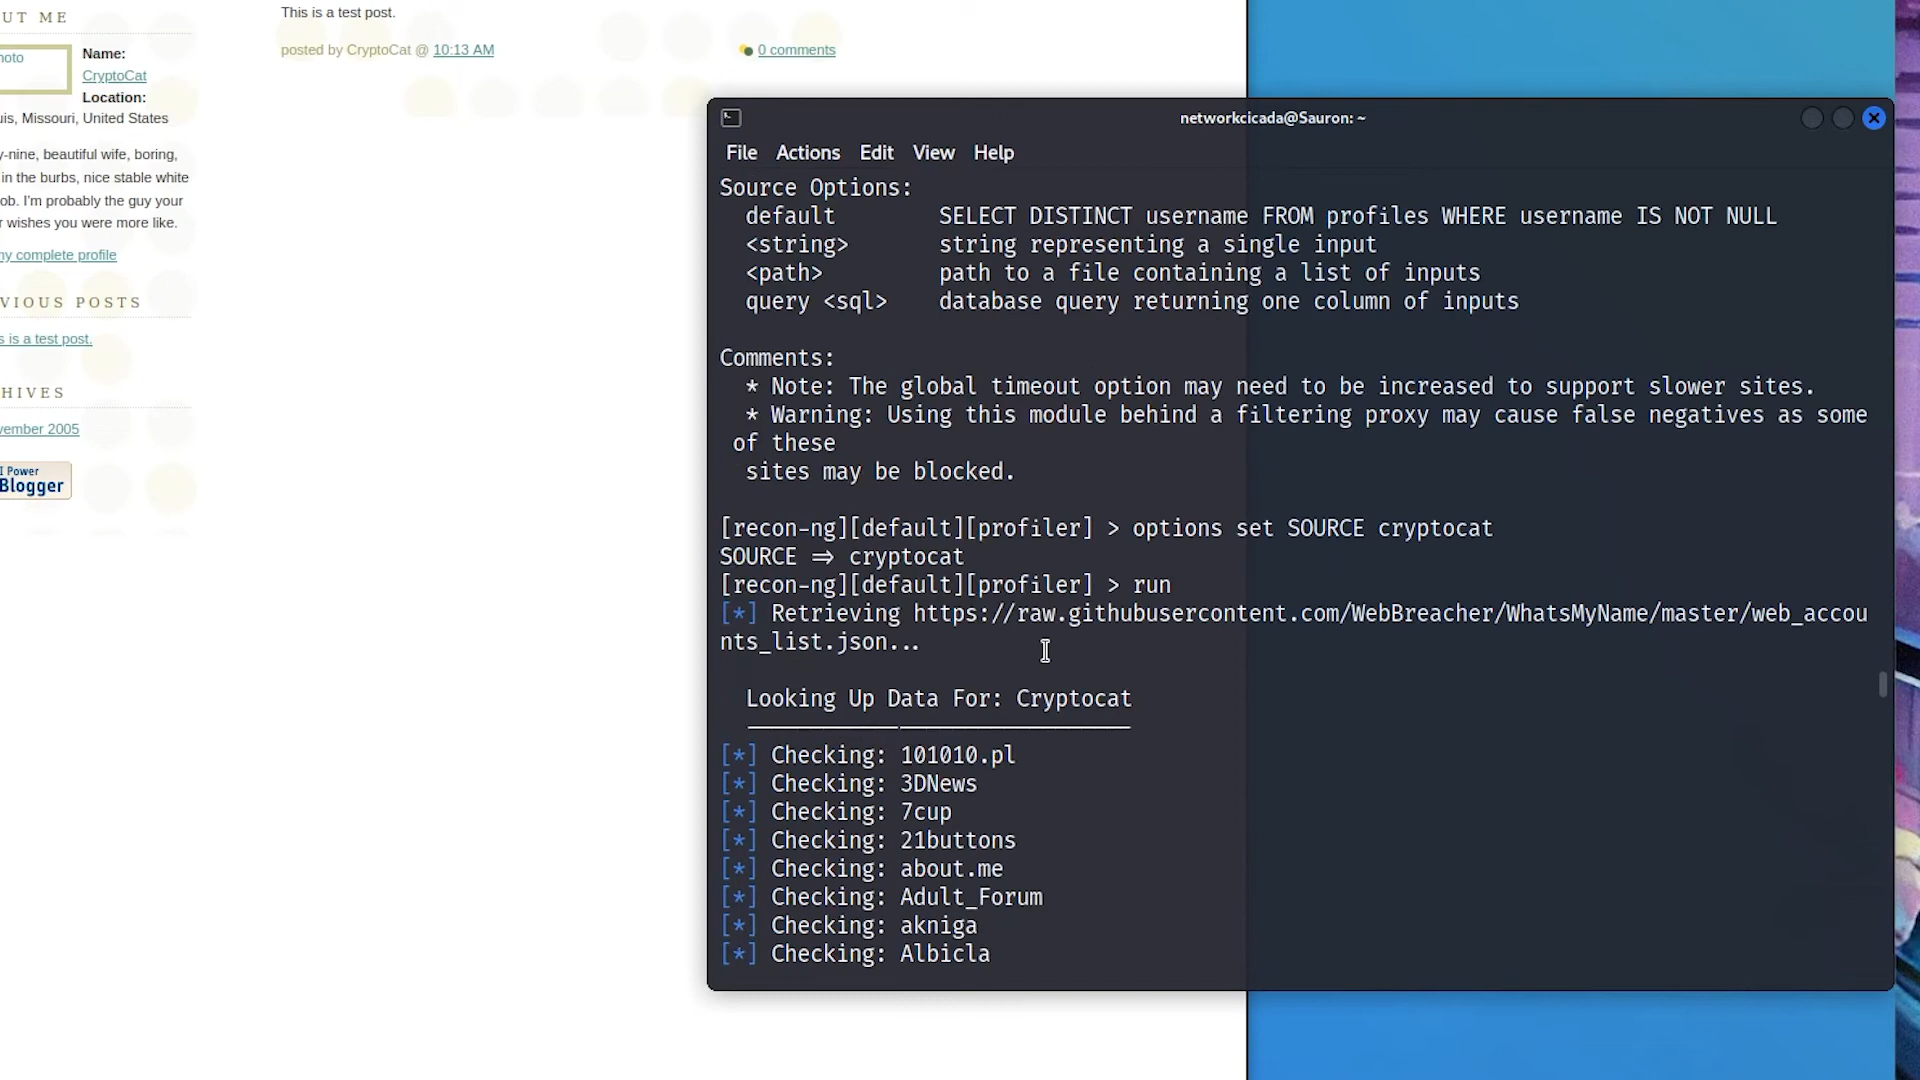 UT ME
hoto
Name:
CryptoCat
Location:
uis, Missouri, United States
y-nine, beautiful wife, boring,
in the burbs, nice stable white
ob. I'm probably the guy your
r wishes you were more like.
ny complete profile
VIOUS POSTS
s is a test post.
HIVES
vember 2005
I Power
Blogger
This is a test post.
posted by CryptoCat @ 10:13 AM
0 comments
networkcicada@Sauron: ~
File Actions Edit View Help
Source Options:
default SELECT DISTINCT username FROM profiles WHERE username IS NOT NULL
<string> string representing a single input
<path> path to a file containing a list of inputs
query <sql> database query returning one column of inputs
Comments:
* Note: The global timeout option may need to be increased to support slower sites.
* Warning: Using this module behind a filtering proxy may cause false negatives as some
of these
sites may be blocked.
[recon-ng][default][profiler] > options set SOURCE cryptocat
SOURCE ⇒ cryptocat
[recon-ng][default][profiler] > run
[*] Retrieving https://raw.githubusercontent.com/WebBreacher/WhatsMyName/master/web_accou
nts_list.json...
Looking Up Data For: Cryptocat
[*] Checking: 101010.pl
[*] Checking: 3DNews
[*] Checking: 7cup
[*] Checking: 21buttons
[*] Checking: about.me
[*] Checking: Adult_Forum
[*] Checking: akniga
[*] Checking: Albicla